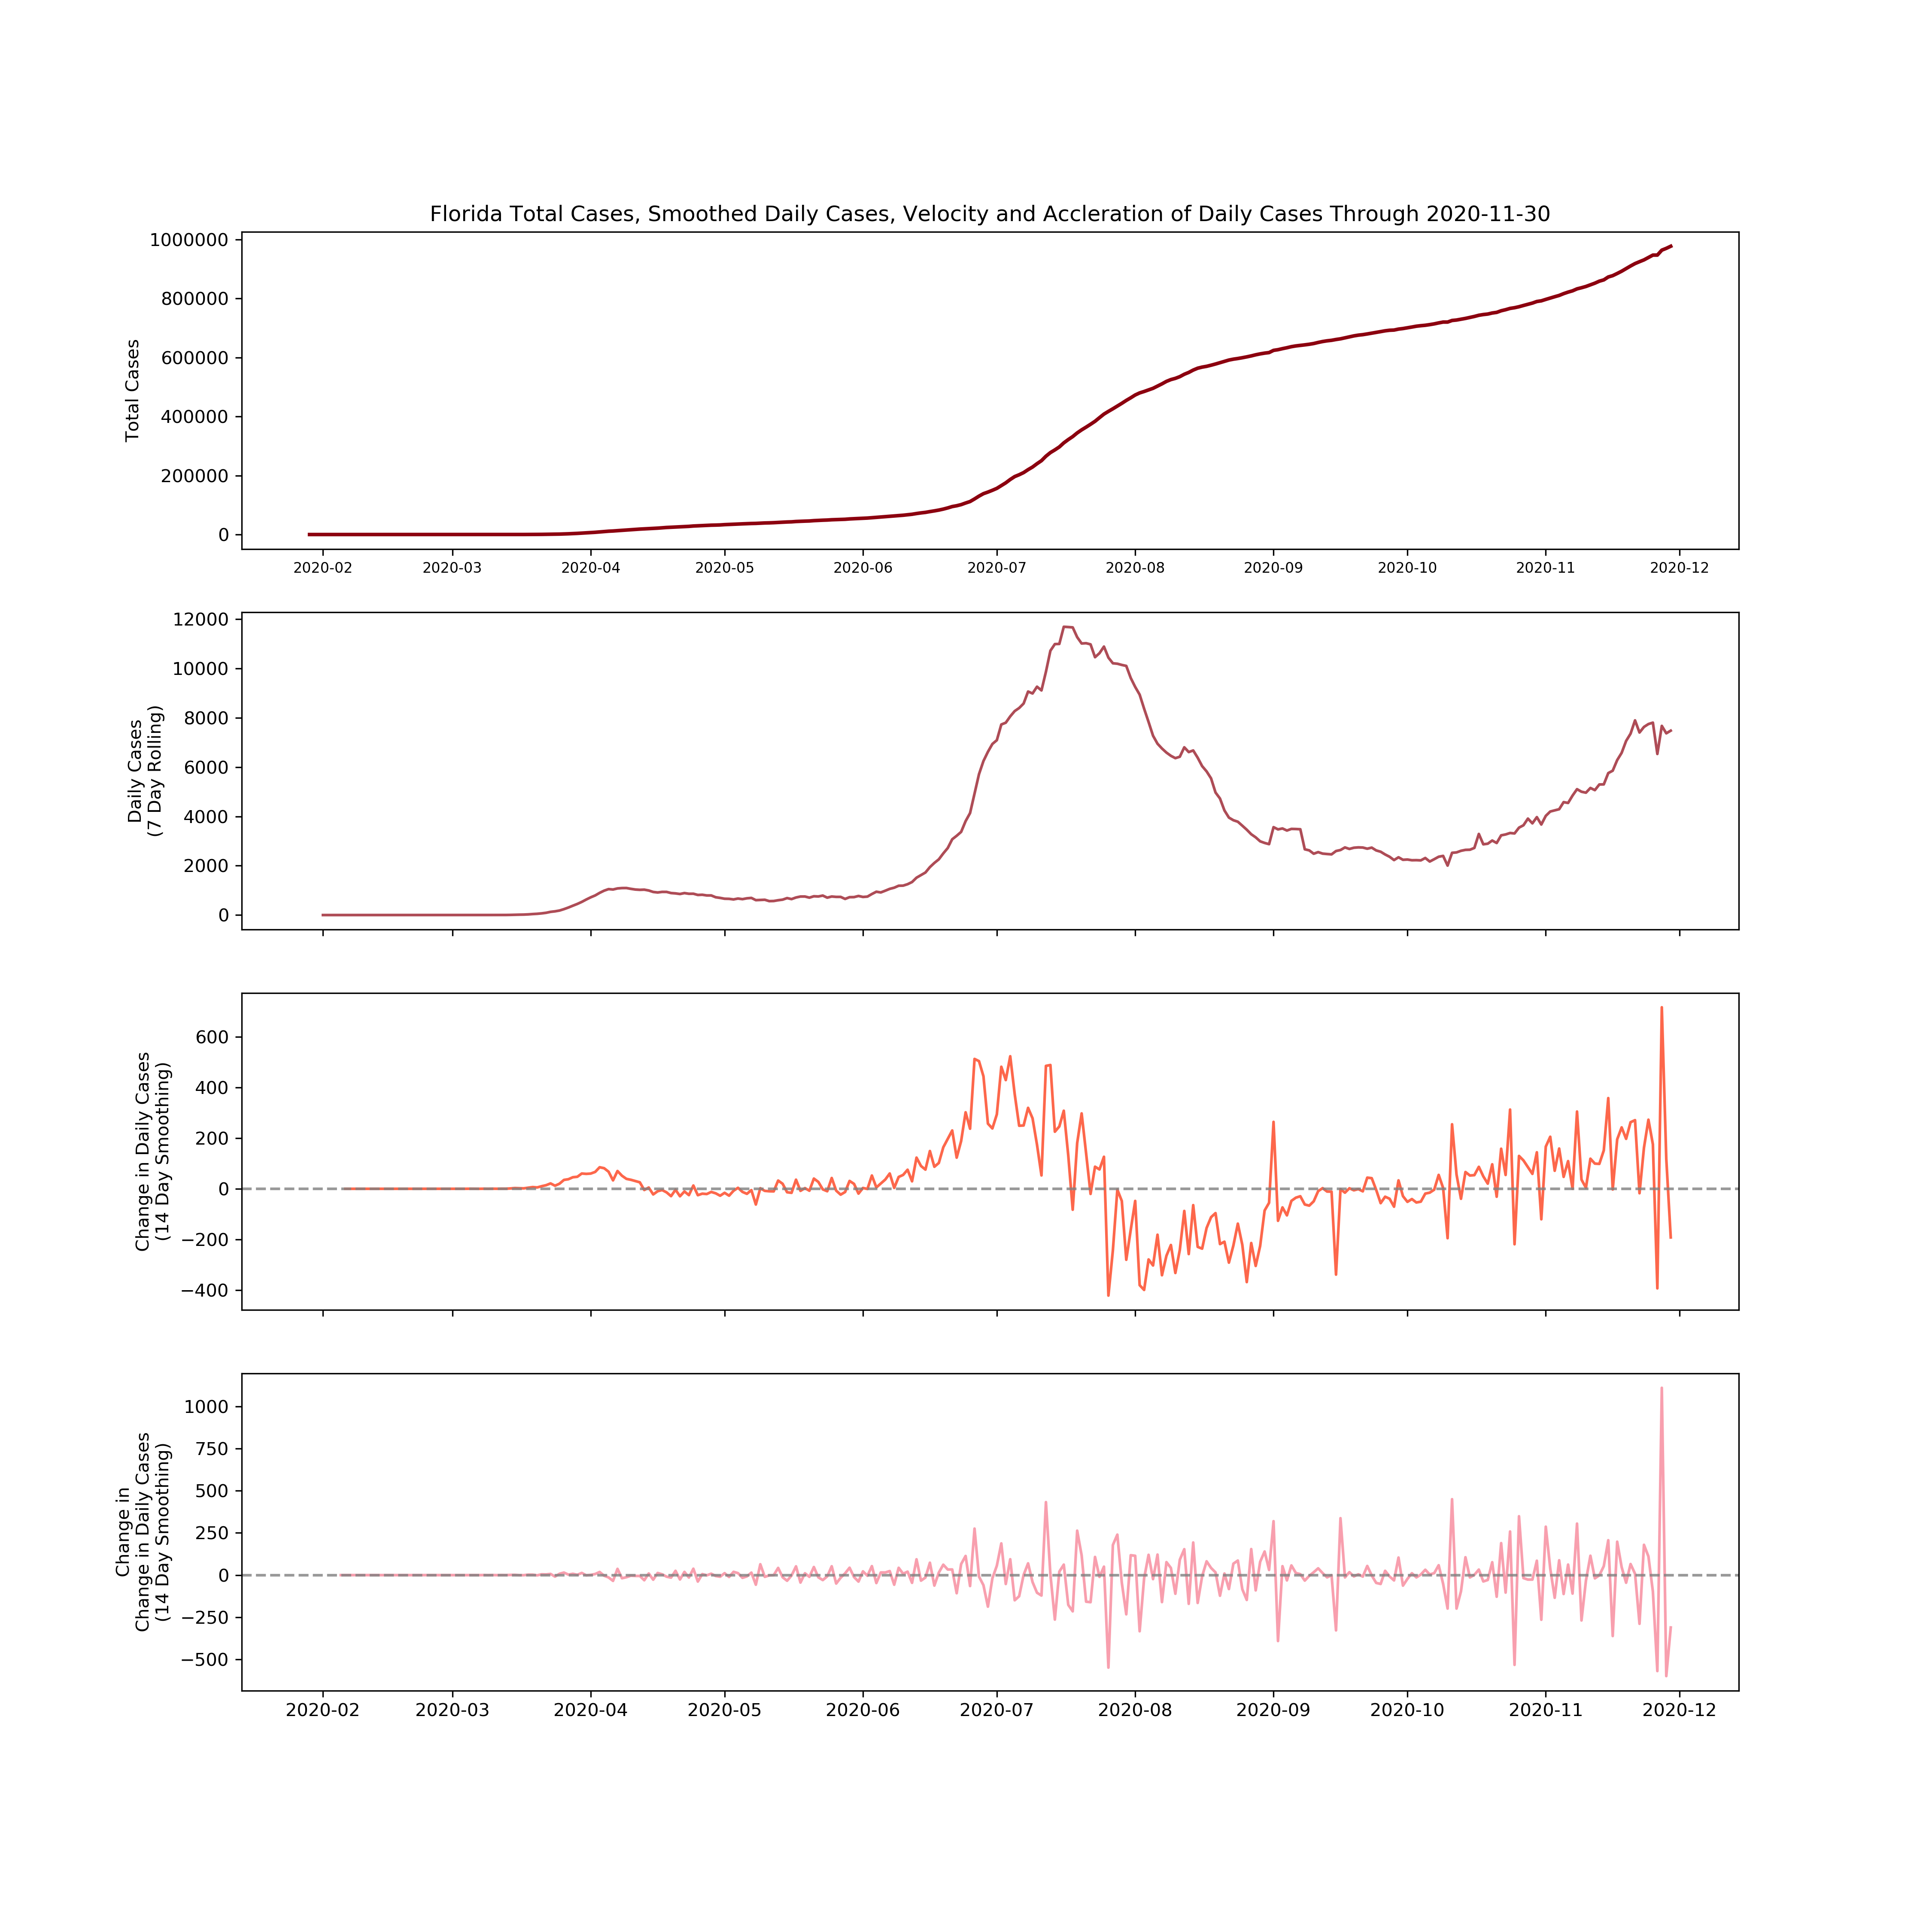 Florida Total Cases, Smoothed Daily Cases, Velocity and Accleration of Daily Cases Through 2020-11-30
Total Cases
1000000
800000
600000
400000
200000
0
2020-02 2020-03 2020-04 2020-05 2020-06 2020-07 2020-08 2020-09 2020-10 2020-11 2020-12
Daily Cases
(7 Day Rolling)
12000
10000
8000
6000
4000
2000
0
Change in Daily Cases
(14 Day Smoothing)
600
400
200
0
−200
−400
Change in
Change in Daily Cases
(14 Day Smoothing)
1000
750
500
250
0
−250
−500
2020-02 2020-03 2020-04 2020-05 2020-06 2020-07 2020-08 2020-09 2020-10 2020-11 2020-12